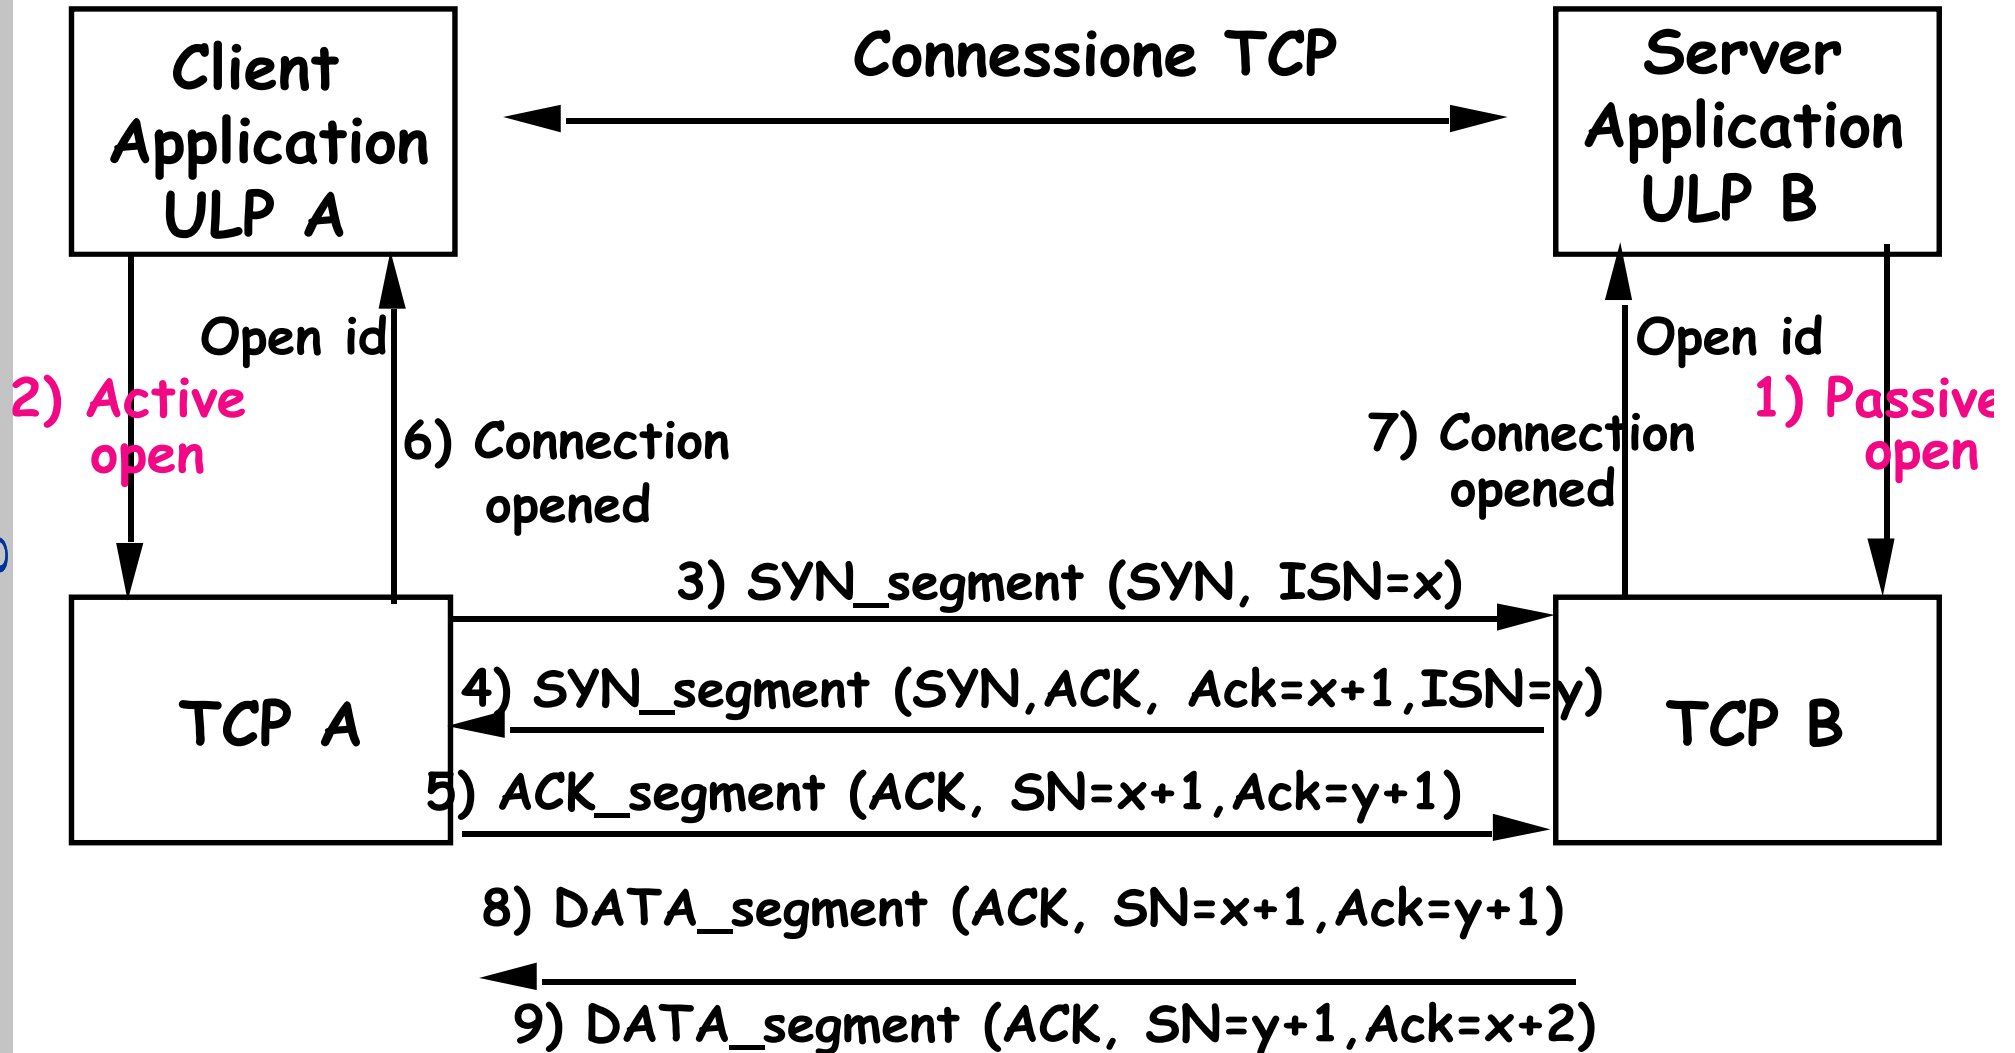 Client
Application
ULP A
Connessione TCP
Server
Application
ULP B
Open id
2) Active
open
6) Connection
opened
Open id
7) Connection
opened
1) Passive
open
3) SYN_segment (SYN, ISN=x)
4) SYN_segment (SYN,ACK, Ack=x+1,ISN=y)
5) ACK_segment (ACK, SN=x+1,Ack=y+1)
TCP A
TCP B
8) DATA_segment (ACK, SN=x+1,Ack=y+1)
9) DATA_segment (ACK, SN=y+1,Ack=x+2)